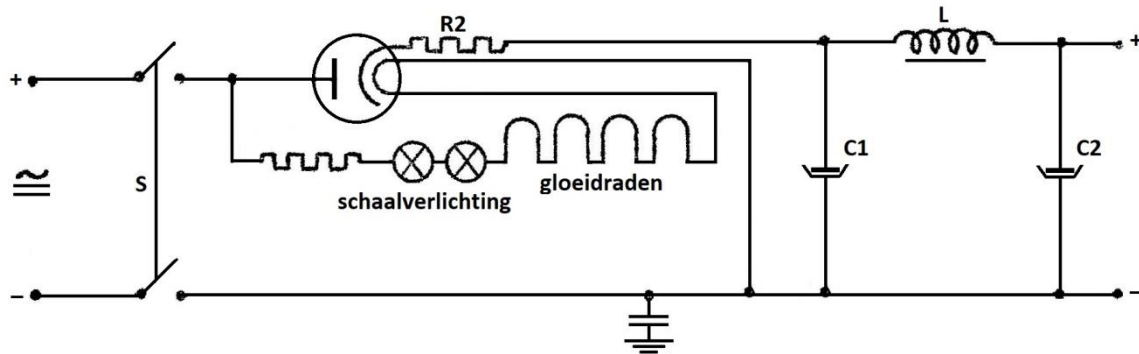 R2
L
+
+
S
schaalverlichting
gloeidraden
C1
C2
−
−